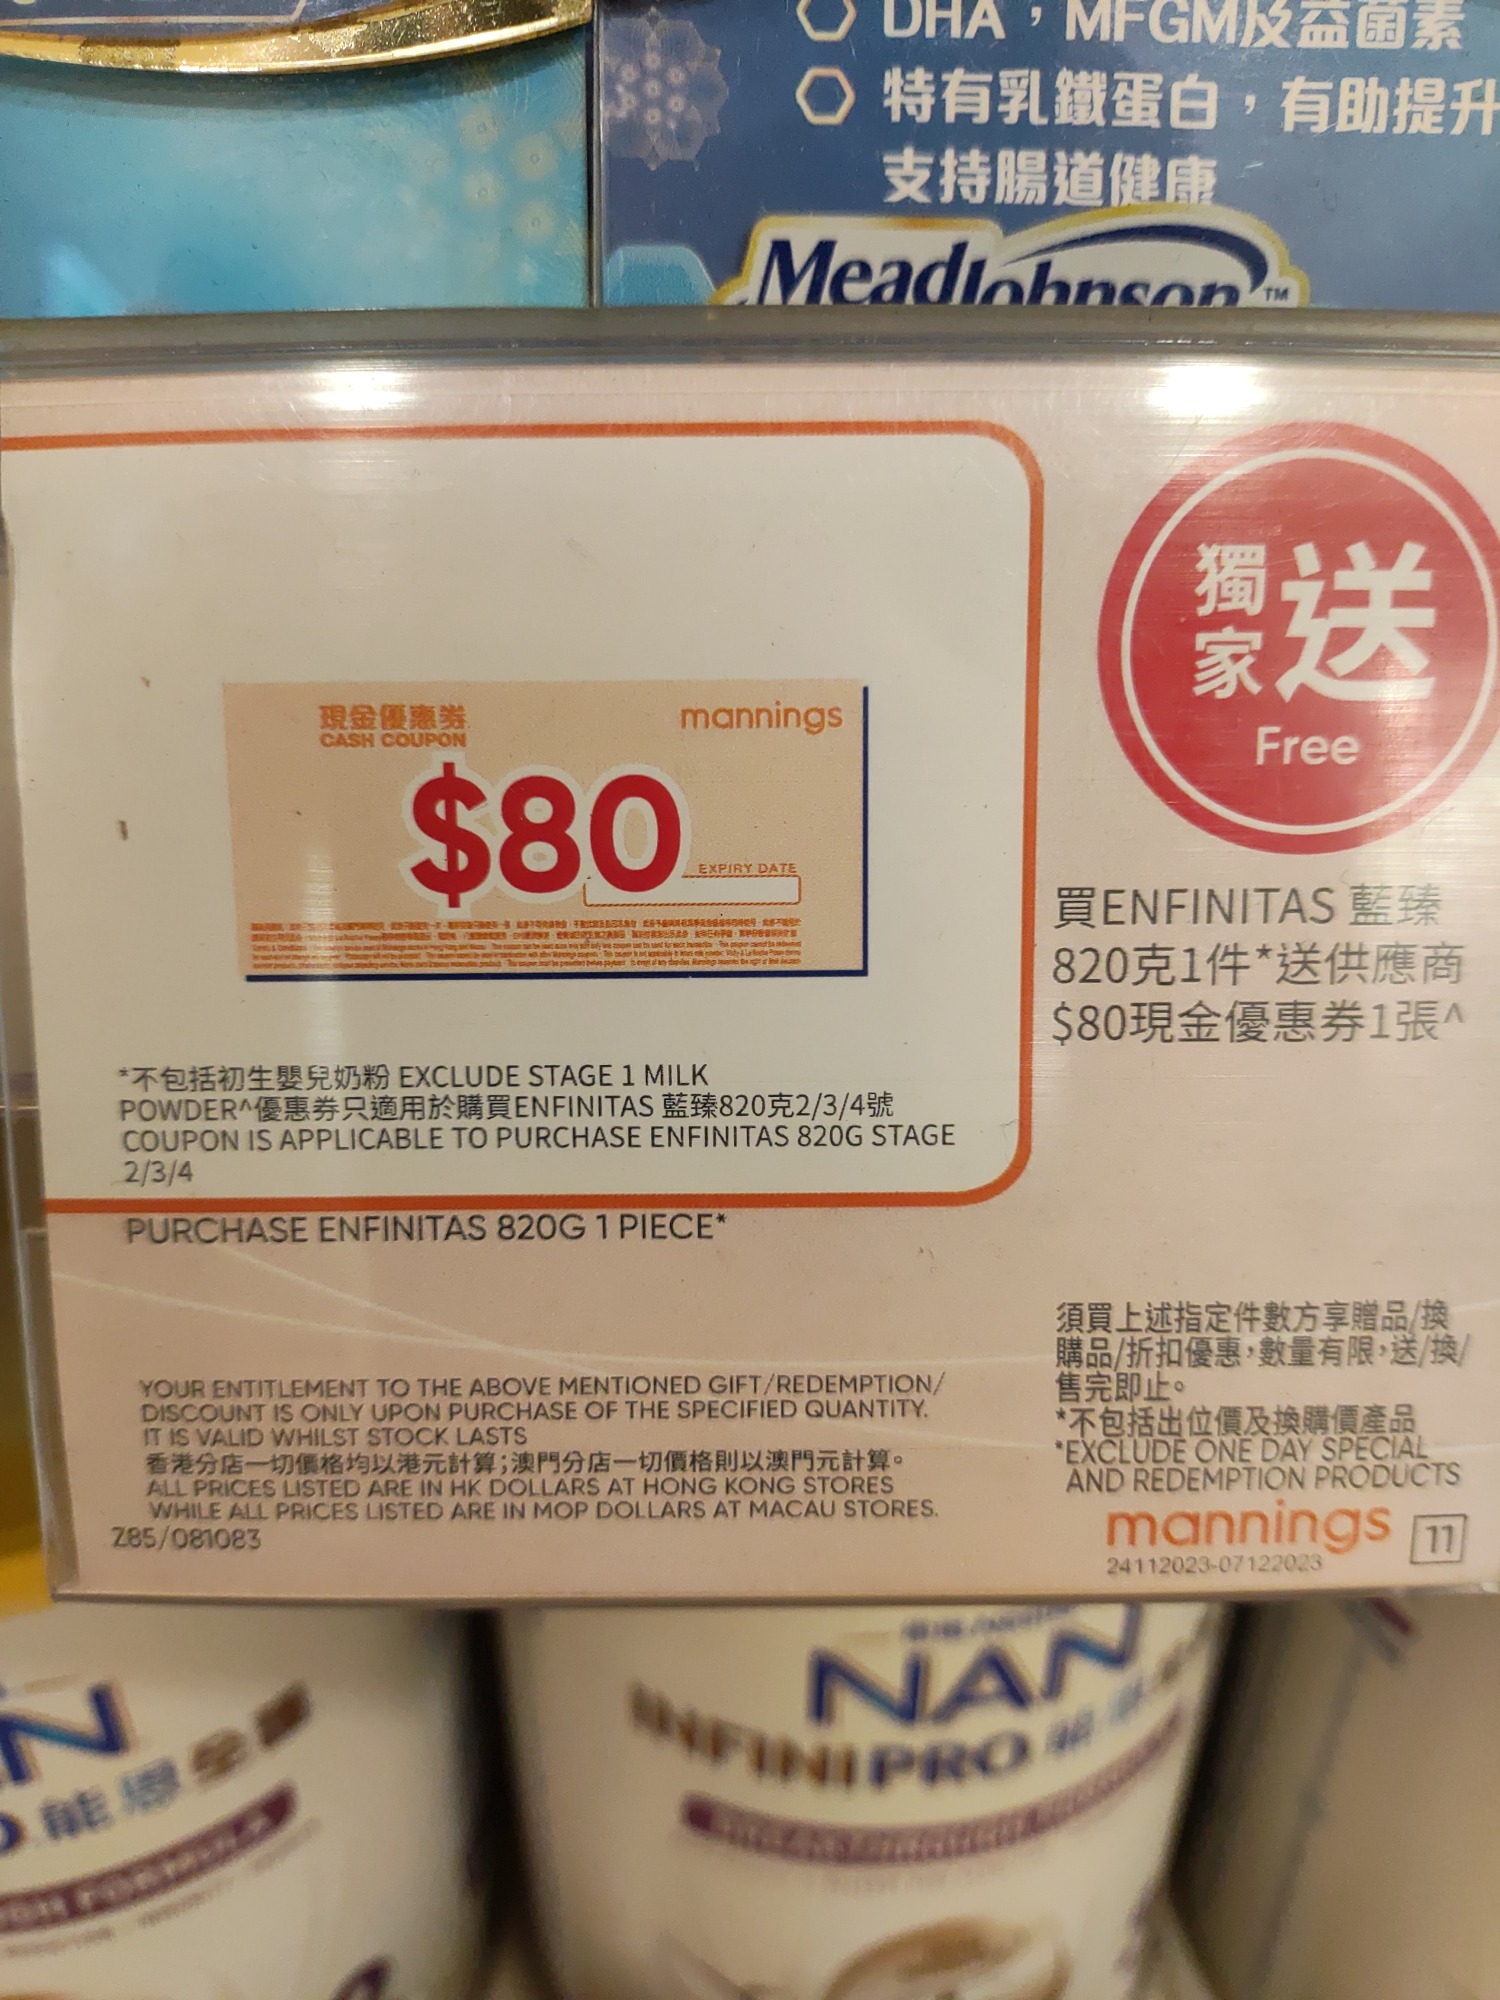 DHA，MFGM及益菌素
特有乳鐵蛋白，有助提升
支持腸道健康
MeadJohnson™
獨家送
Free
現金優惠券
CASH COUPON
mannings
$80
EXPIRY DATE
買ENFINITAS 藍臻
820克1件*送供應商
$80現金優惠券1張^
*不包括初生嬰兒奶粉 EXCLUDE STAGE 1 MILK
POWDER^優惠券只適用於購買ENFINITAS 藍臻820克2/3/4號
COUPON IS APPLICABLE TO PURCHASE ENFINITAS 820G STAGE
2/3/4
PURCHASE ENFINITAS 820G 1 PIECE*
須買上述指定件數方享贈品/換
購品/折扣優惠，數量有限，送/換/
售完即止。
*不包括出位價及換購價產品
*EXCLUDE ONE DAY SPECIAL
AND REDEMPTION PRODUCTS
YOUR ENTITLEMENT TO THE ABOVE MENTIONED GIFT/REDEMPTION/
DISCOUNT IS ONLY UPON PURCHASE OF THE SPECIFIED QUANTITY.
IT IS VALID WHILST STOCK LASTS
香港分店一切價格均以港元計算；澳門分店一切價格則以澳門元計算。
ALL PRICES LISTED ARE IN HK DOLLARS AT HONG KONG STORES
WHILE ALL PRICES LISTED ARE IN MOP DOLLARS AT MACAU STORES.
Z85/081083
mannings 11
24112023-07122023
NAN
INFINIPRO 能恩
能恩全護